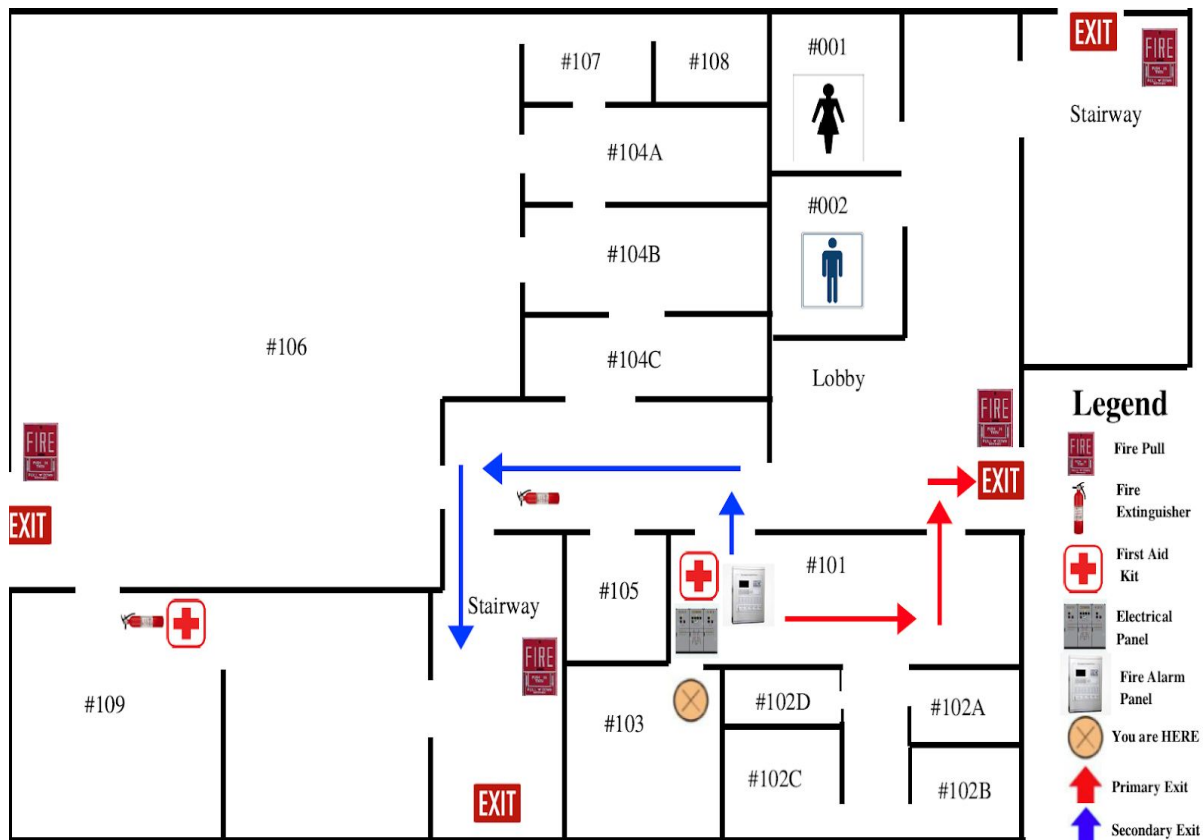 #107
#108
#001
EXIT
FIRE
Stairway
#104A
#002
#104B
#106
#104C
Lobby
FIRE
FIRE
EXIT
EXIT
#101
#105
Stairway
FIRE
#109
#103
#102D
#102A
#102C
#102B
EXIT
Legend
FIRE
Fire Pull
Fire
Extinguisher
First Aid
Kit
Electrical
Panel
Fire Alarm
Panel
You are HERE
Primary Exit
Secondary Exit